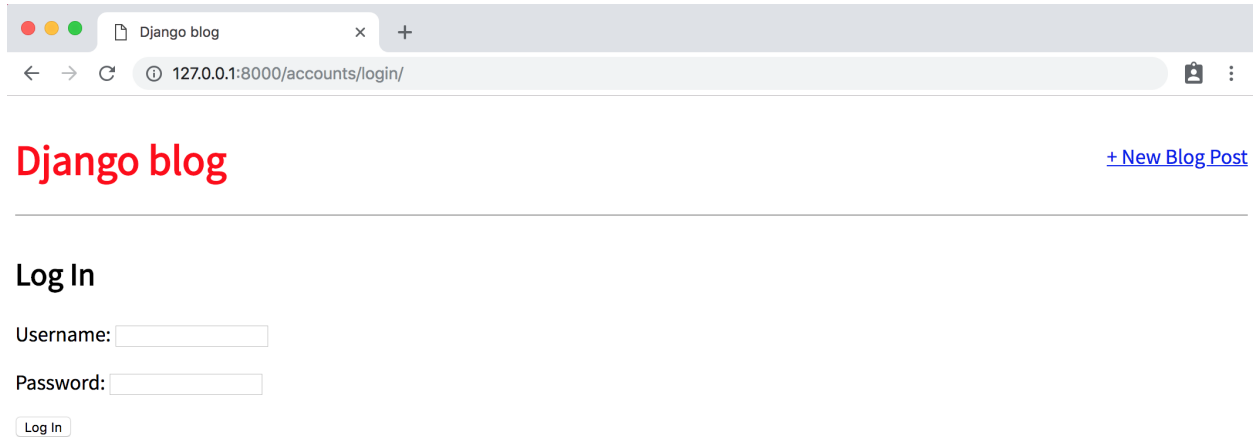 Django blog
127.0.0.1:8000/accounts/login/
Django blog
+ New Blog Post
Log In
Username:
Password:
Log In